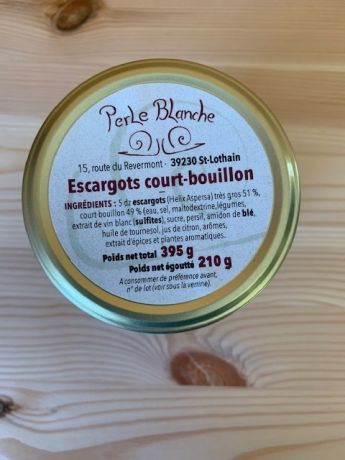 Perle Blanche
15, route du Revermont - 39230 St-Lothain
Escargots court-bouillon
INGRÉDIENTS : 5 dz escargots (Helix Aspersa) très gros 51 %,
court-bouillon 49 % (eau, sel, maltodextrine,légumes,
extrait de vin blanc (sulfites), sucre, persil, amidon de blé,
huile de tournesol, jus de citron, arômes,
extrait d'épices et plantes aromatiques.
Poids net total 395 g
Poids net égoutté 210 g
A consommer de préférence avant,
n° de lot (voir sous la verrine).